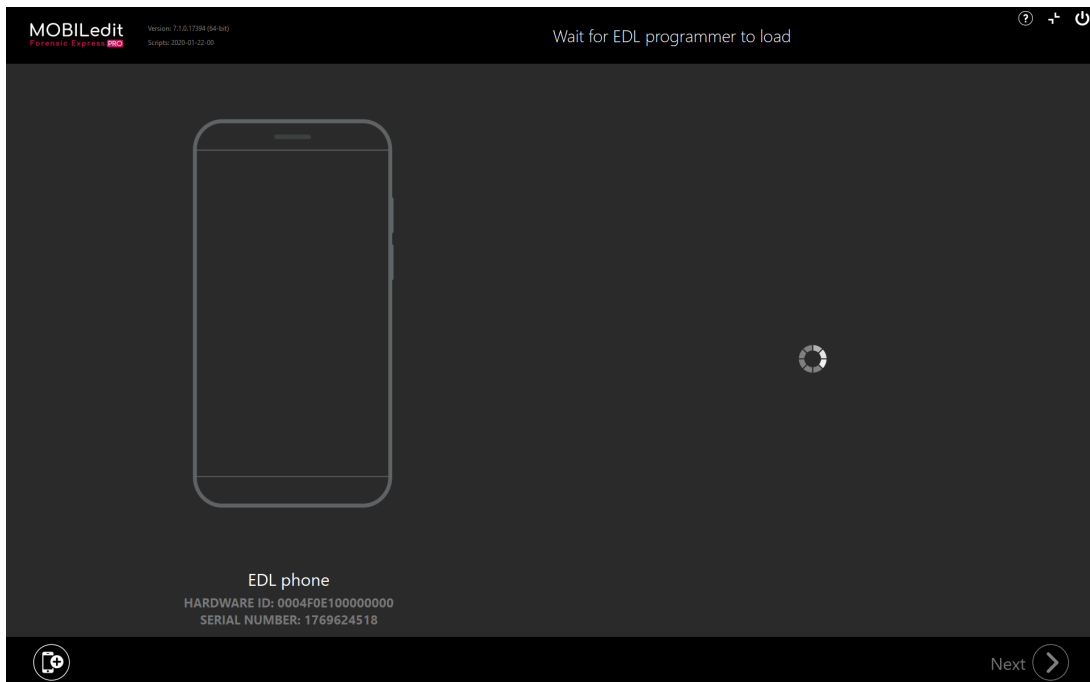 MOBILedit
Forensic Express PRO
Version: 7.1.0.17394 (64-bit)
Scripts: 2020-01-22-00
Wait for EDL programmer to load
?
EDL phone
HARDWARE ID: 0004F0E100000000
SERIAL NUMBER: 1769624518
Next